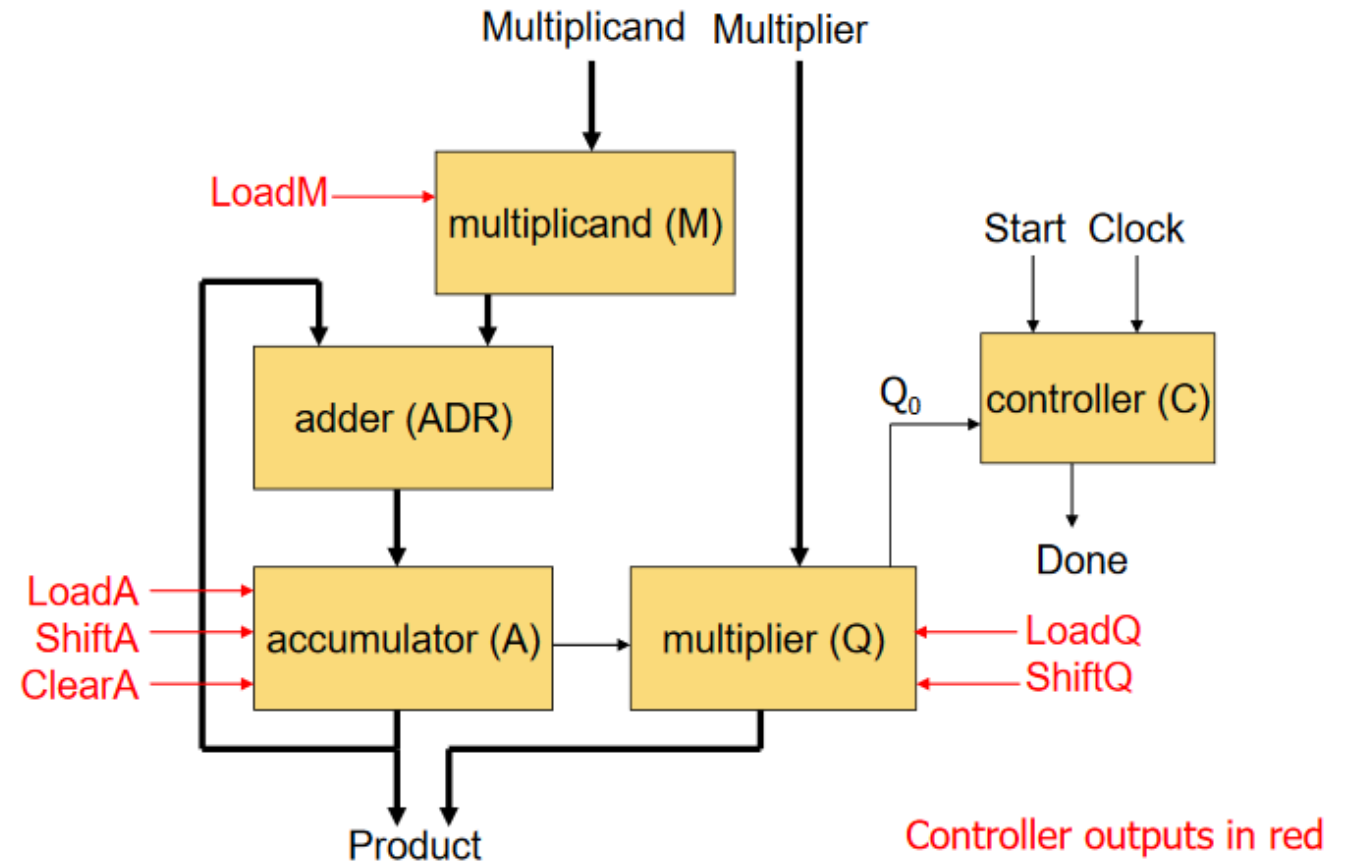 Multiplicand Multiplier
LoadM
multiplicand (M)
Start Clock
adder (ADR)
Q0
controller (C)
Done
LoadA
ShiftA
ClearA
accumulator (A)
multiplier (Q)
LoadQ
ShiftQ
Product
Controller outputs in red